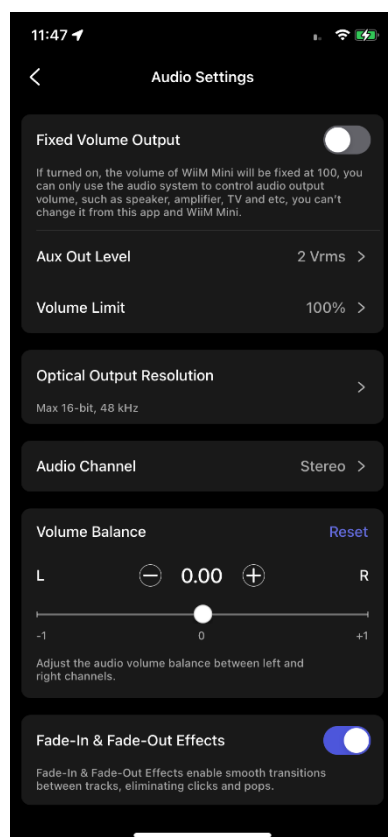 11:47
Audio Settings
Fixed Volume Output
If turned on, the volume of WiiM Mini will be fixed at 100, you
can only use the audio system to control audio output
volume, such as speaker, amplifier, TV and etc, you can't
change it from this app and WiiM Mini.
Aux Out Level 2 Vrms >
Volume Limit 100% >
Optical Output Resolution >
Max 16-bit, 48 kHz
Audio Channel Stereo >
Volume Balance Reset
L 0.00 R
-1 0 +1
Adjust the audio volume balance between left and
right channels.
Fade-In & Fade-Out Effects
Fade-In & Fade-Out Effects enable smooth transitions
between tracks, eliminating clicks and pops.